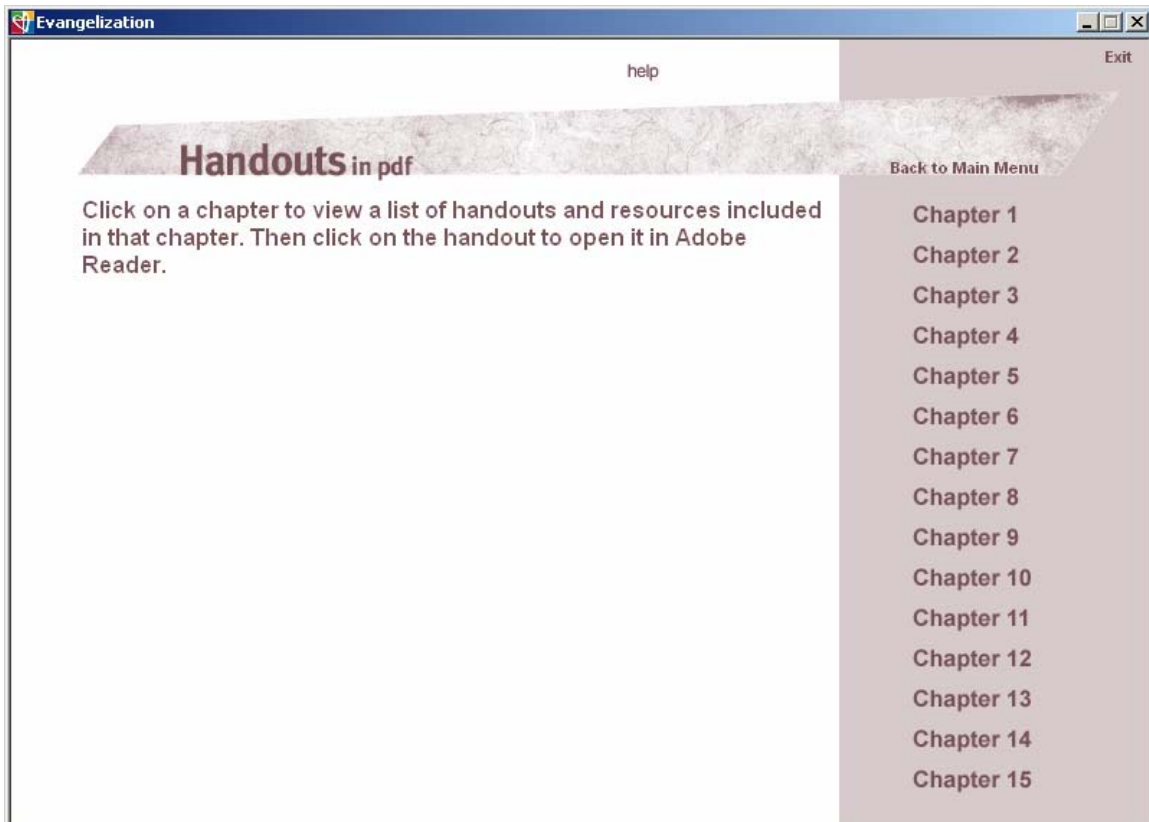 Evangelization
Exit
help
Handouts in pdf
Back to Main Menu
Click on a chapter to view a list of handouts and resources included
in that chapter. Then click on the handout to open it in Adobe
Reader.
Chapter 1
Chapter 2
Chapter 3
Chapter 4
Chapter 5
Chapter 6
Chapter 7
Chapter 8
Chapter 9
Chapter 10
Chapter 11
Chapter 12
Chapter 13
Chapter 14
Chapter 15